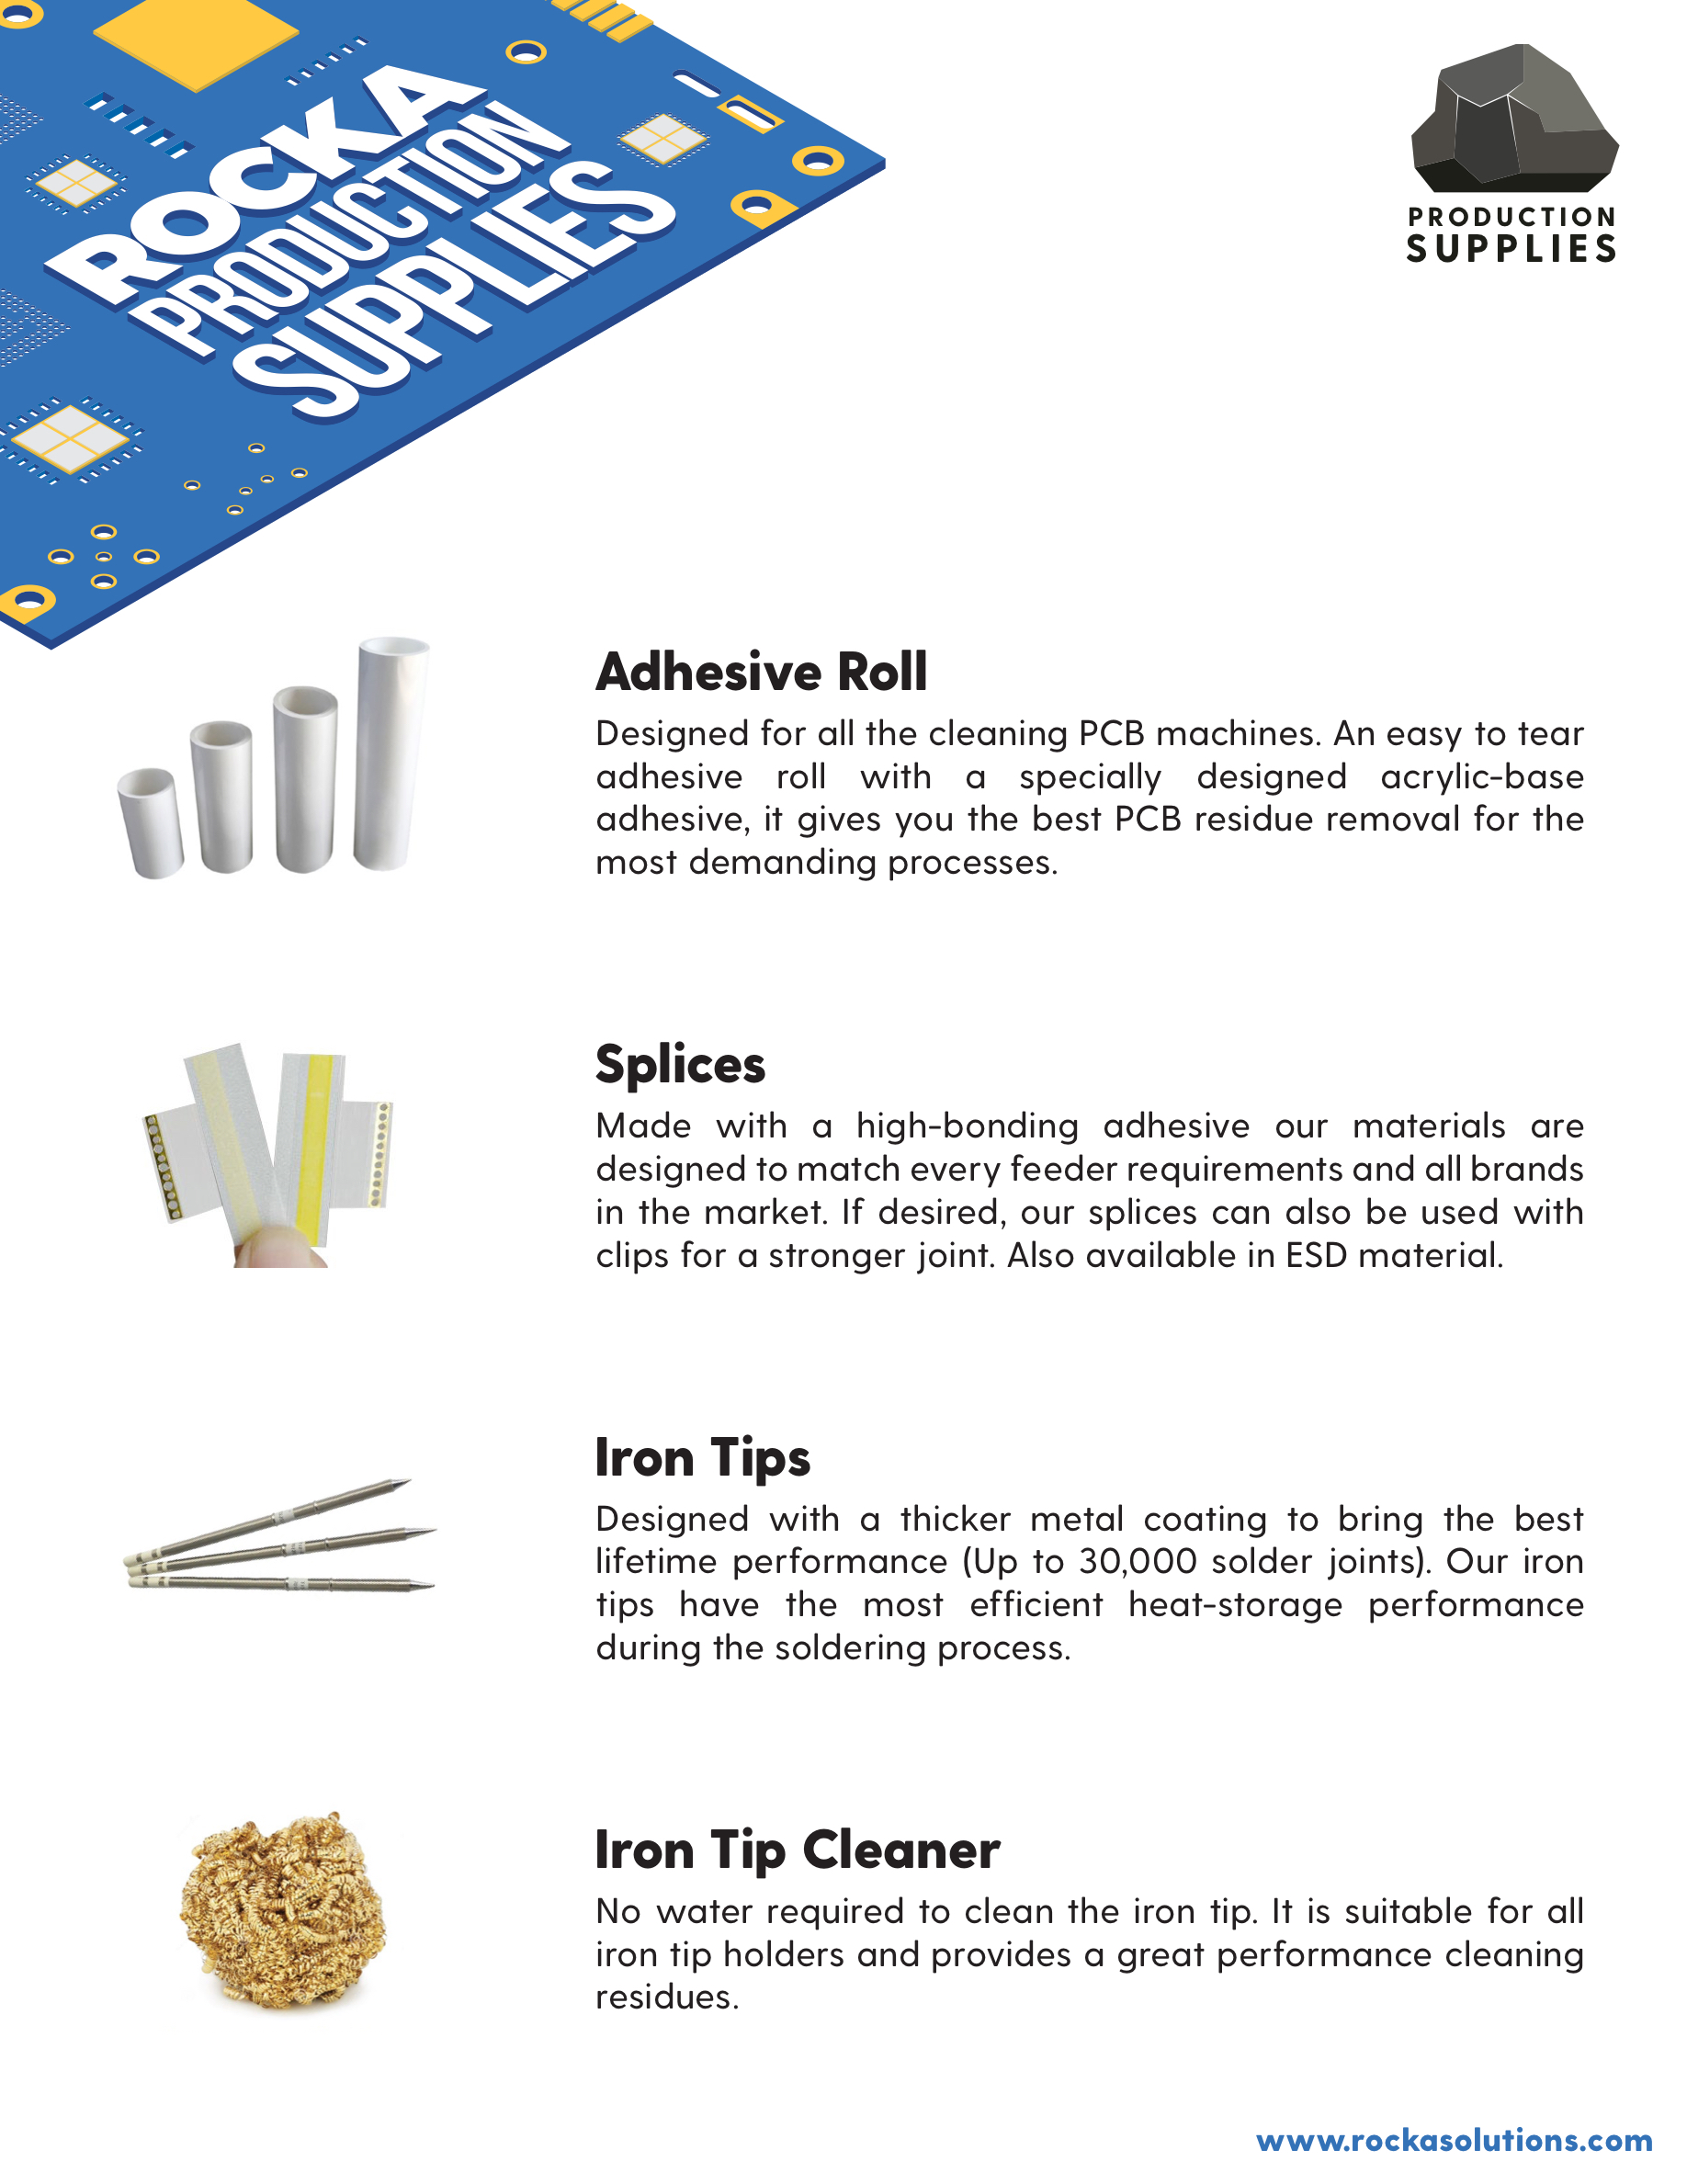 ROCKA
PRODUCTION
SUPPLIES
PRODUCTION
SUPPLIES
Adhesive Roll
Designed for all the cleaning PCB machines. An easy to tear
adhesive roll with a specially designed acrylic-base
adhesive, it gives you the best PCB residue removal for the
most demanding processes.
Splices
Made with a high-bonding adhesive our materials are
designed to match every feeder requirements and all brands
in the market. If desired, our splices can also be used with
clips for a stronger joint. Also available in ESD material.
Iron Tips
Designed with a thicker metal coating to bring the best
lifetime performance (Up to 30,000 solder joints). Our iron
tips have the most efficient heat-storage performance
during the soldering process.
Iron Tip Cleaner
No water required to clean the iron tip. It is suitable for all
iron tip holders and provides a great performance cleaning
residues.
www.rockasolutions.com